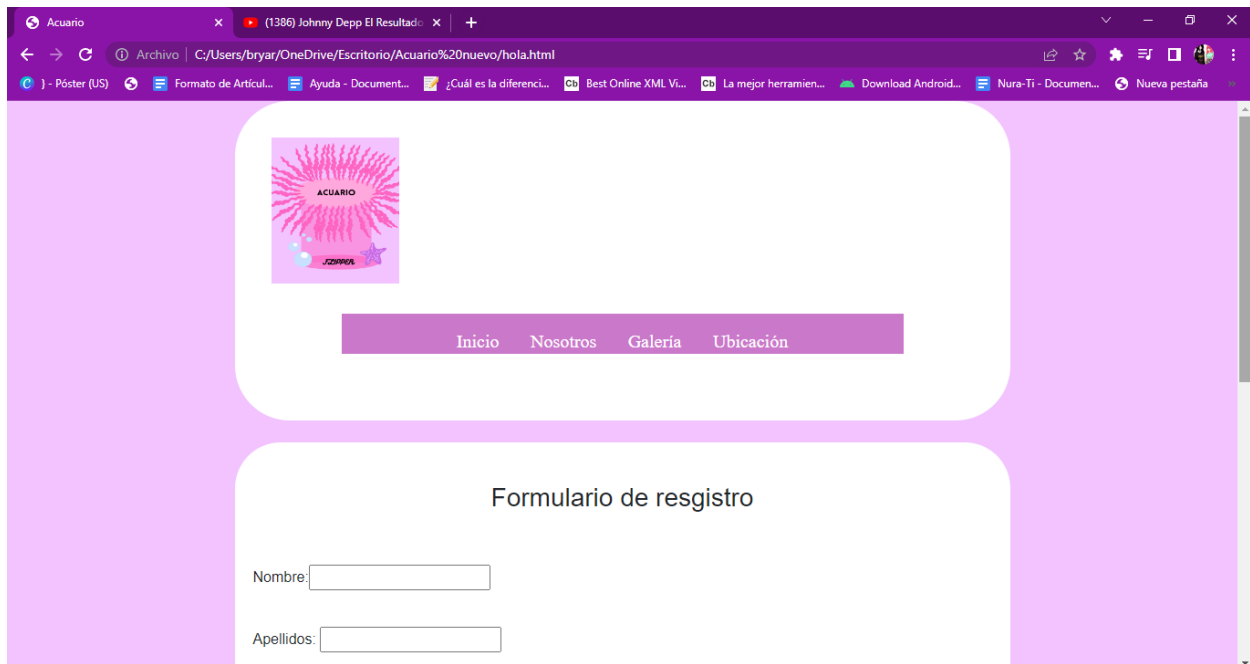 Acuario
(1386) Johnny Depp El Resultado
Archivo C:/Users/bryar/OneDrive/Escritorio/Acuario%20nuevo/hola.html
} - Póster (US) Formato de Artícul... Ayuda - Document... ¿Cuál es la diferenci... Cb Best Online XML Vi... Cb La mejor herramien... Download Android... Nura-Ti - Documen... Nueva pestaña »
ACUARIO
Inicio Nosotros Galería Ubicación
Formulario de resgistro
Nombre:
Apellidos: